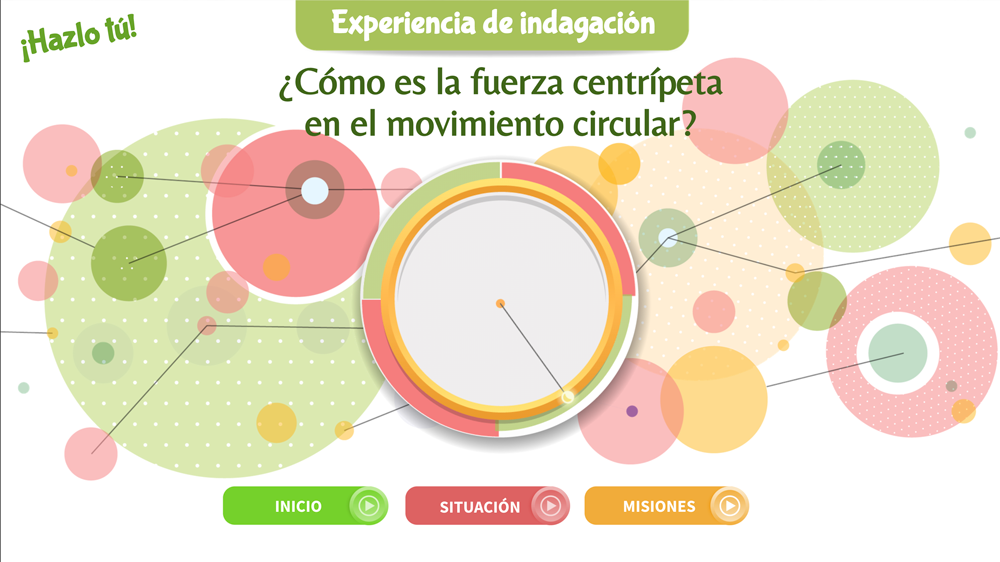 ¡Hazlo tú!
Experiencia de indagación
¿Cómo es la fuerza centrípeta
en el movimiento circular?
INICIO
SITUACIÓN
MISIONES